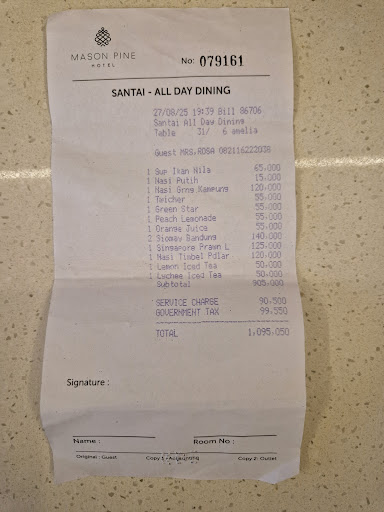 MASON PINE
HOTEL
No: 079161
SANTAI - ALL DAY DINING
27/08/25 19:39 Bill 86706
Santai All Day Dining
Table 31/ 6 amelia
Guest MRS.ROSA 082116222038
1 Sup Ikan Nila 65,000
1 Nasi Putih 15,000
1 Nasi Grng Kampung 120,000
1 Teicher 55,000
1 Green Star 55,000
1 Peach Lemonade 55,000
1 Orange Juice 55,000
2 Siomay Bandung 140,000
1 Singapore Prawn L 125,000
1 Nasi Timbel Pdlar 120,000
1 Lemon Iced Tea 50,000
1 Lychee Iced Tea 50,000
Subtotal 905,000
SERVICE CHARGE 90,500
GOVERNMENT TAX 99,550
TOTAL 1,095,050
Signature :
Name : Room No :
Original : Guest Copy 1 : Accounting Copy 2 : Outlet